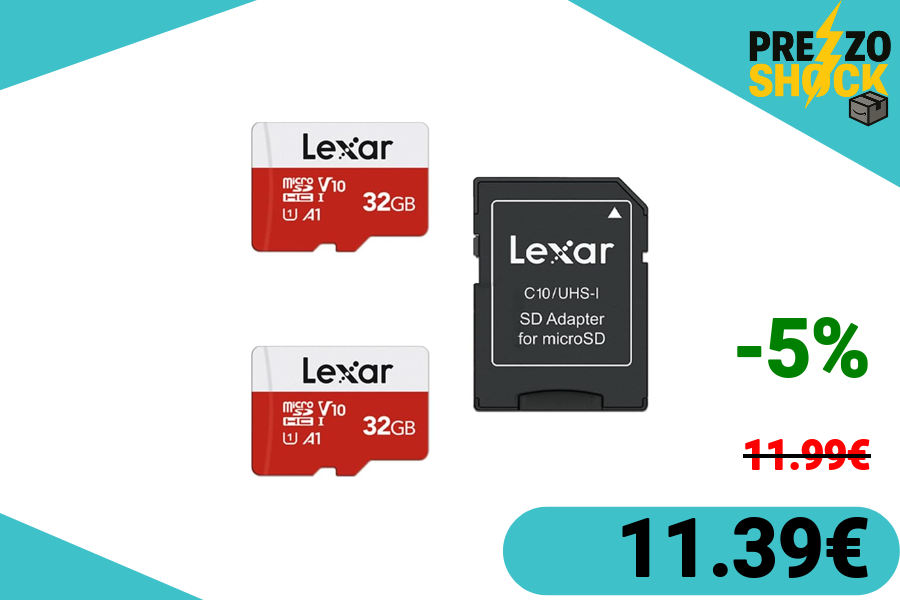 PREZZO
SHOCK
Lexar
micro SD HC V10
I
U1 A1
32GB
Lexar
C10/UHS-I
SD Adapter
for microSD
Lexar
micro SD HC V10
I
U1 A1
32GB
-5%
11.99€
11.39€